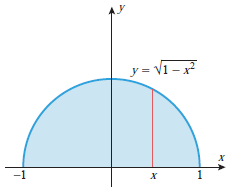 y
y = √1 – x²
x
–1
x
1